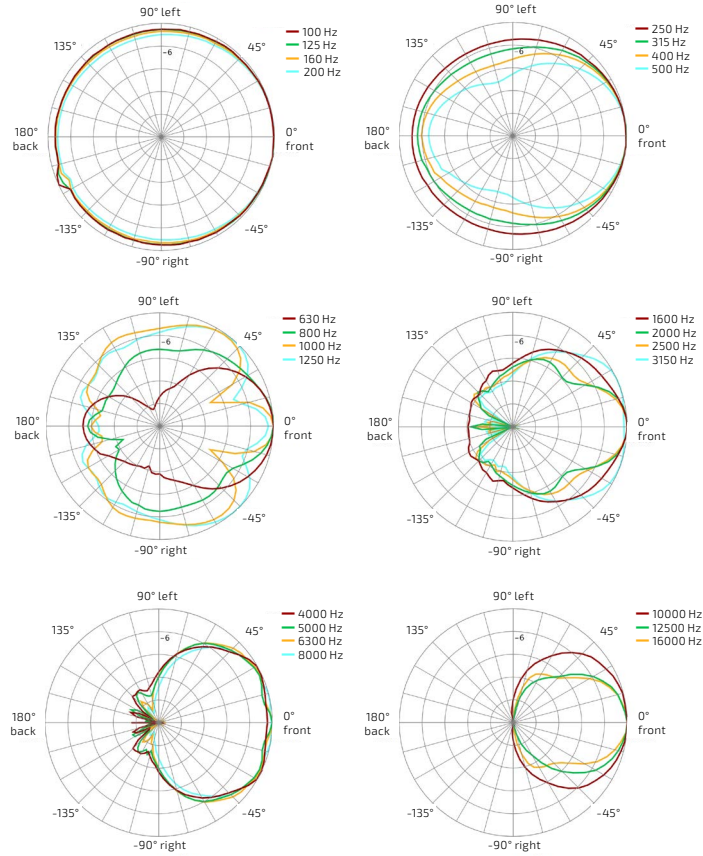 90° left
100 Hz
125 Hz
160 Hz
200 Hz
135°
45°
-6
180°
back
0°
front
-135°
-45°
-90° right
90° left
250 Hz
315 Hz
400 Hz
500 Hz
135°
45°
-6
180°
back
0°
front
-135°
-45°
-90° right
90° left
630 Hz
800 Hz
1000 Hz
1250 Hz
135°
45°
-6
180°
back
0°
front
-135°
-45°
-90° right
90° left
1600 Hz
2000 Hz
2500 Hz
3150 Hz
135°
45°
-6
180°
back
0°
front
-135°
-45°
-90° right
90° left
4000 Hz
5000 Hz
6300 Hz
8000 Hz
135°
45°
-6
180°
back
0°
front
-135°
-45°
-90° right
90° left
10000 Hz
12500 Hz
16000 Hz
135°
45°
-6
180°
back
0°
front
-135°
-45°
-90° right